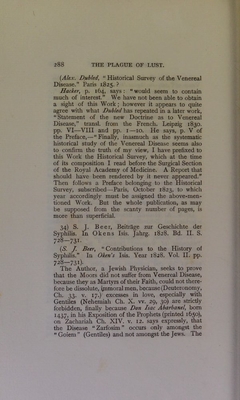 288 THE PLAGUE OF LUST.
(Alex. Dubled, "Historical Survey of the Venereal
Disease." Paris 1825.)
Hacker, p. 164, says: "would seem to contain
much of interest." We have not been able to obtain
a sight of this Work; however it appears to quite
agree with what Dubled has repeated in a later work,
"Statement of the new Doctrine as to Venereal
Disease," transl. from the French, Leipzig 1830.
pp. VI—VIII and pp. 1—10. He says, p. V of
the Preface,—"Finally, inasmuch as the systematic
historical study of the Venereal Disease seems also
to confirm the truth of my view, I have prefixed to
this Work the Historical Survey, which at the time
of its composition I read before the Surgical Section
of the Royal Academy of Medicine. A Report that
should have been rendered by it never appeared."
Then follows a Preface belonging to the Historical
Survey, subscribed—Paris, October 1823, to which
year accordingly must be assigned the above-men-
tioned Work. But the whole publication, as may
be supposed from the scanty number of pages, is
more than superficial.
34) S. J. Beer, Beiträge zur Geschichte der
Syphilis. In Okens Isis. Jahrg. 1828. Bd. II. S.
728—731.
(S. J. Beer, "Contributions to the History of
Syphilis." In Oken's Isis. Year 1828, Vol. II. pp.
728—731).
The Author, a Jewish Physician, seeks to prove
that the Moors did not suffer from Venereal Disease,
because they as Martyrs of their Faith, could not there-
fore be dissolute, immoral men, because (Deuteronomy,
Ch. 35. v. 17,) excesses in love, especially with
Gentiles (Nehemiah Ch. X. vv. 29, 30) are strictly
forbidden, finally because Don Isac Abarbanel, born
1437, in his Exposition of the Prophets (printed 1650),
on Zachariah Ch. XIV. v. 12. says expressly, that
the Disease "Zarfosim" occurs only amongst the
"Goiem" (Gentiles) and not amongst the Jews. The